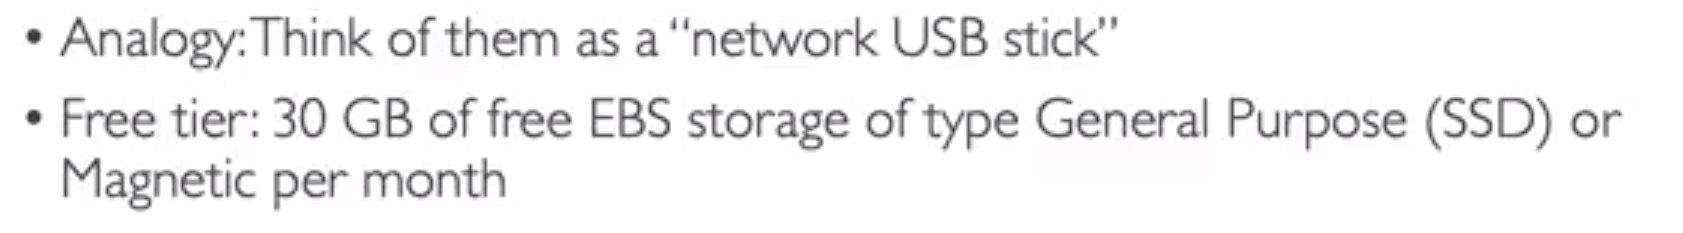 • Analogy: Think of them as a “network USB stick”
• Free tier: 30 GB of free EBS storage of type General Purpose (SSD) or
Magnetic per month